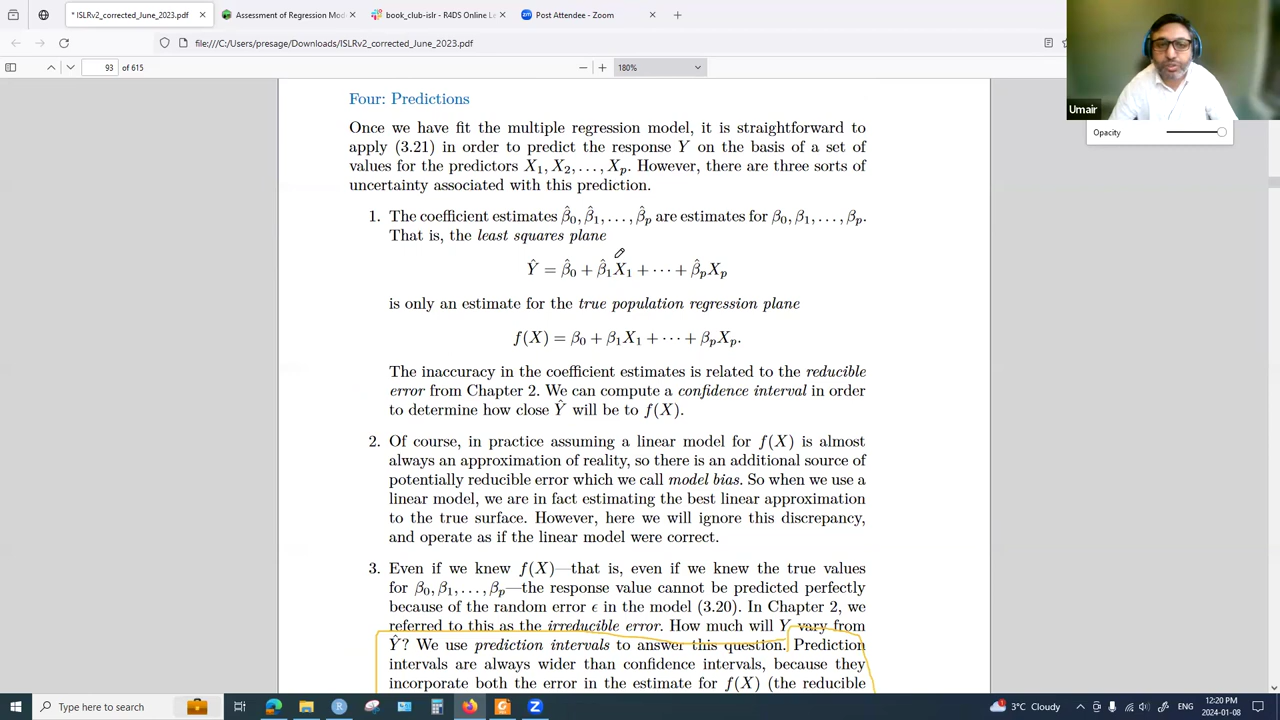 * ISLRv2_corrected_June_2023.pdf
Assessment of Regression Mode
book_club-islr - R4DS Online Le
Post Attendee - Zoom
file:///C:/Users/presage/Downloads/ISLRv2_corrected_June_2023.pdf
93 of 615
180%
Umair
Opacity
Four: Predictions
Once we have fit the multiple regression model, it is straightforward to
apply (3.21) in order to predict the response Y on the basis of a set of
values for the predictors X₁, X₂, . . . , Xₚ. However, there are three sorts of
uncertainty associated with this prediction.
1. The coefficient estimates β̂₀, β̂₁, . . . , β̂ₚ are estimates for β₀, β₁, . . . , βₚ.
That is, the least squares plane
Ŷ = β̂₀ + β̂₁X₁ + · · · + β̂ₚXₚ
is only an estimate for the true population regression plane
f(X) = β₀ + β₁X₁ + · · · + βₚXₚ.
The inaccuracy in the coefficient estimates is related to the reducible
error from Chapter 2. We can compute a confidence interval in order
to determine how close Ŷ will be to f(X).
2. Of course, in practice assuming a linear model for f(X) is almost
always an approximation of reality, so there is an additional source of
potentially reducible error which we call model bias. So when we use a
linear model, we are in fact estimating the best linear approximation
to the true surface. However, here we will ignore this discrepancy,
and operate as if the linear model were correct.
3. Even if we knew f(X)—that is, even if we knew the true values
for β₀, β₁, . . . , βₚ—the response value cannot be predicted perfectly
because of the random error ϵ in the model (3.20). In Chapter 2, we
referred to this as the irreducible error. How much will Y vary from
Ŷ? We use prediction intervals to answer this question. Prediction
intervals are always wider than confidence intervals, because they
incorporate both the error in the estimate for f(X) (the reducible
Type here to search
3°C Cloudy
ENG
12:20 PM
2024-01-08